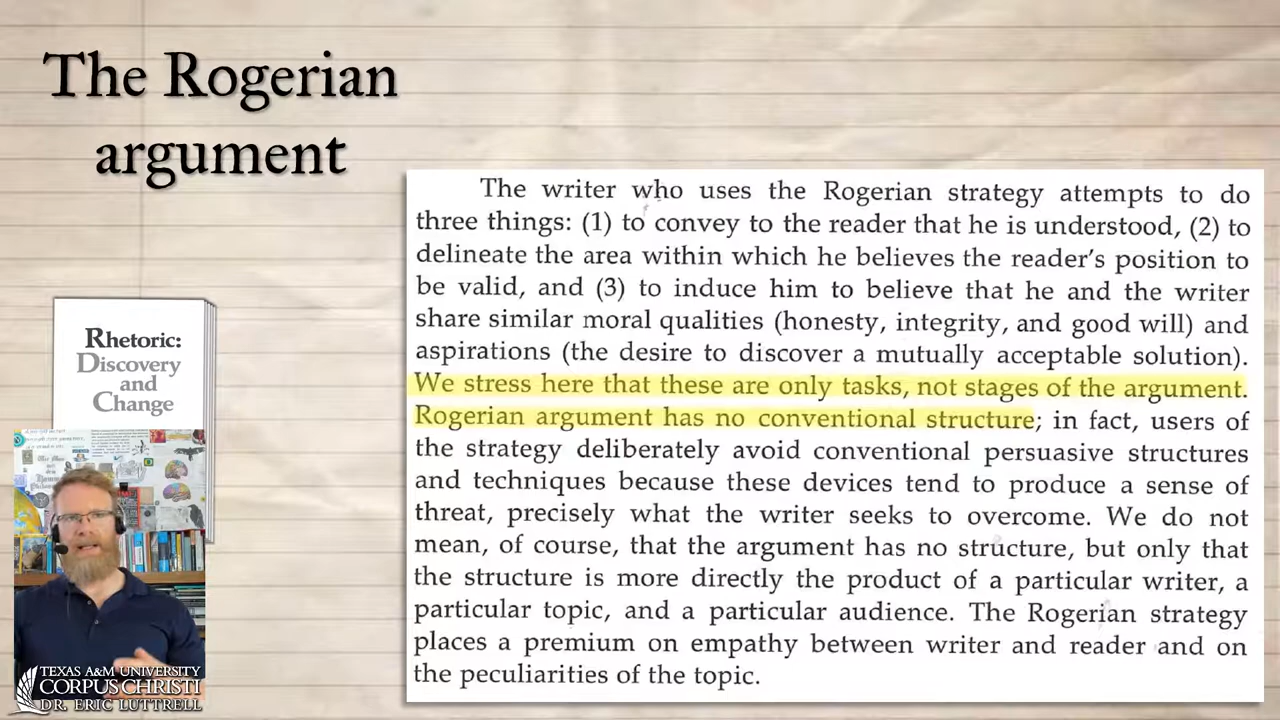 The Rogerian
argument
The writer who uses the Rogerian strategy attempts to do
three things: (1) to convey to the reader that he is understood, (2) to
delineate the area within which he believes the reader's position to
be valid, and (3) to induce him to believe that he and the writer
share similar moral qualities (honesty, integrity, and good will) and
aspirations (the desire to discover a mutually acceptable solution).
We stress here that these are only tasks, not stages of the argument.
Rogerian argument has no conventional structure; in fact, users of
the strategy deliberately avoid conventional persuasive structures
and techniques because these devices tend to produce a sense of
threat, precisely what the writer seeks to overcome. We do not
mean, of course, that the argument has no structure, but only that
the structure is more directly the product of a particular writer, a
particular topic, and a particular audience. The Rogerian strategy
places a premium on empathy between writer and reader and on
the peculiarities of the topic.
Rhetoric:
Discovery
and
Change
TEXAS A&M UNIVERSITY
CORPUS CHRISTI
DR. ERIC LUTTRELL